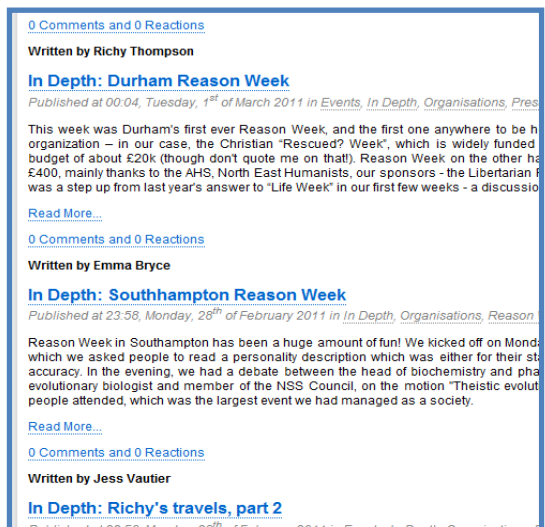 0 Comments and 0 Reactions
Written by Richy Thompson
In Depth: Durham Reason Week
Published at 00:04, Tuesday, 1st of March 2011 in Events, In Depth, Organisations, Pres
This week was Durham's first ever Reason Week, and the first one anywhere to be h
organization – in our case, the Christian “Rescued? Week”, which is widely funded
budget of about £20k (though don't quote me on that!). Reason Week on the other ha
£400, mainly thanks to the AHS, North East Humanists, our sponsors - the Libertarian
was a step up from last year's answer to “Life Week” in our first few weeks - a discussio
Read More...
0 Comments and 0 Reactions
Written by Emma Bryce
In Depth: Southhampton Reason Week
Published at 23:58, Monday, 28th of February 2011 in In Depth, Organisations, Reason
Reason Week in Southampton has been a huge amount of fun! We kicked off on Monda
which we asked people to read a personality description which was either for their sta
accuracy. In the evening, we had a debate between the head of biochemistry and pha
evolutionary biologist and member of the NSS Council, on the motion "Theistic evolut
people attended, which was the largest event we had managed as a society.
Read More...
0 Comments and 0 Reactions
Written by Jess Vautier
In Depth: Richy's travels, part 2